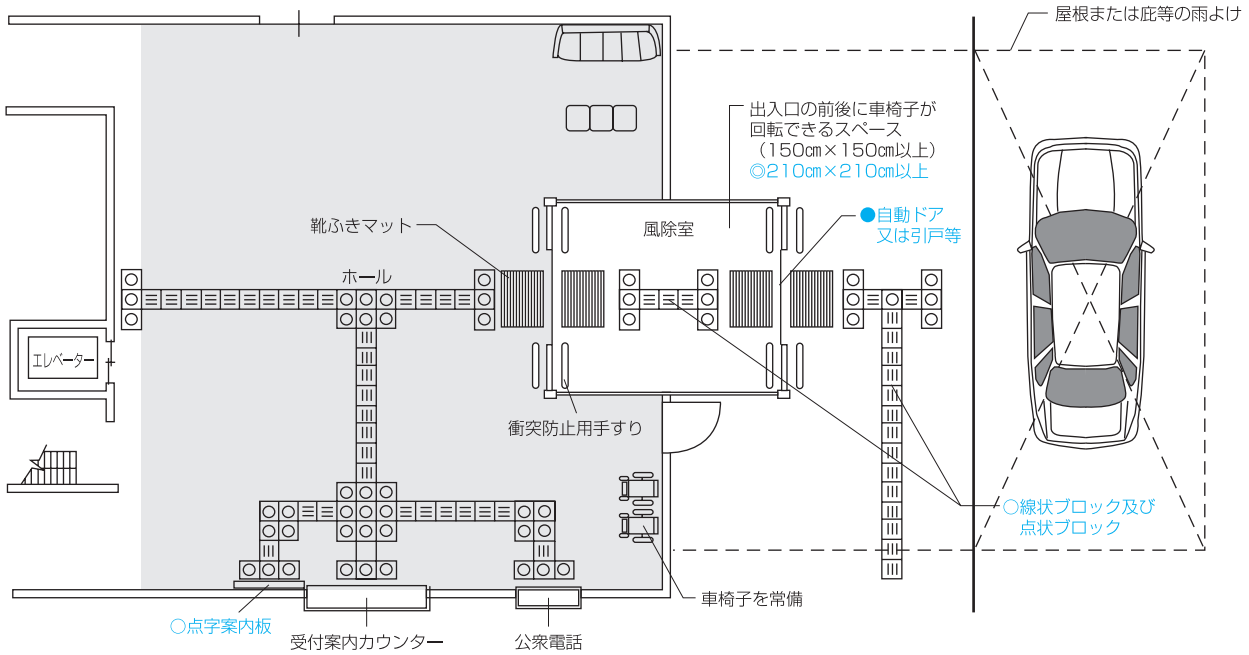 屋根または庇等の雨よけ
出入口の前後に車椅子が
回転できるスペース
（150㎝×150㎝以上）
◎210㎝×210㎝以上
靴ふきマット
風除室
●自動ドア
又は引戸等
ホール
エレベーター
衝突防止用手すり
○線状ブロック及び
点状ブロック
車椅子を常備
○点字案内板
受付案内カウンター
公衆電話